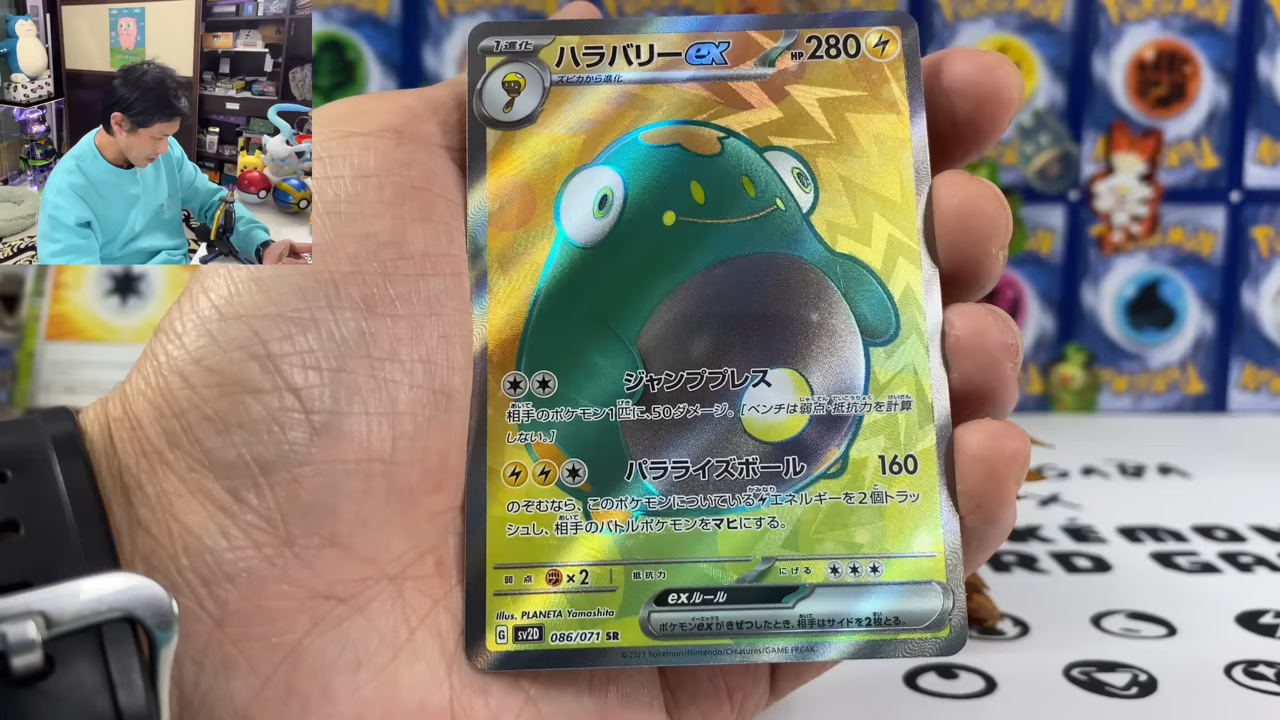 1進化
ハラバリーex
HP280
ズピカから進化
ジャンププレス
相手のポケモン1匹に、50ダメージ。[ベンチは弱点・抵抗力を計算
しない。]
パラライズボール 160
のぞむなら、このポケモンについているエネルギーを2個トラッ
シュし、相手のバトルポケモンをマヒにする。
弱点 ×2 抵抗力 にげる
exルール
ポケモンexがきぜつしたとき、相手はサイドを2枚とる。
Illus. PLANETA Yamashita
G sv2D 086/071 SR
©2023 Pokémon/Nintendo/Creatures/GAME FREAK.